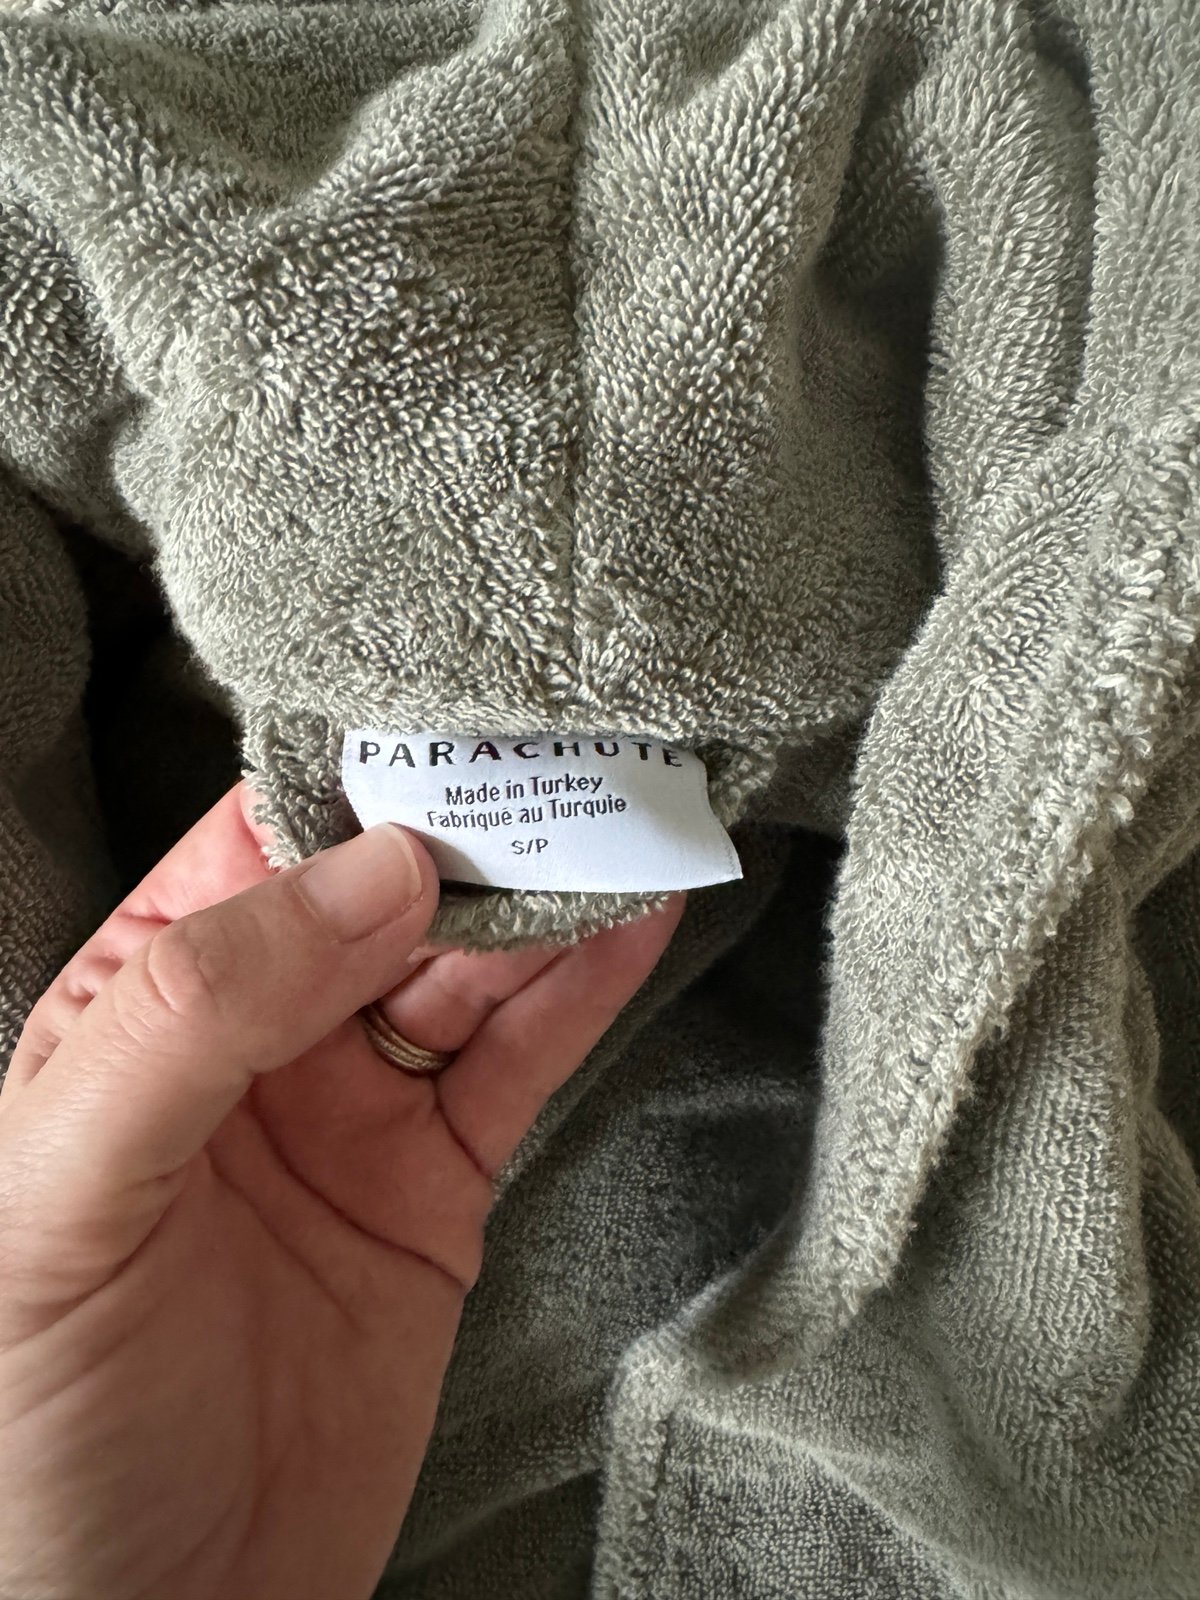 PARACHUTE
Made in Turkey
Fabriqué au Turquie
S/P